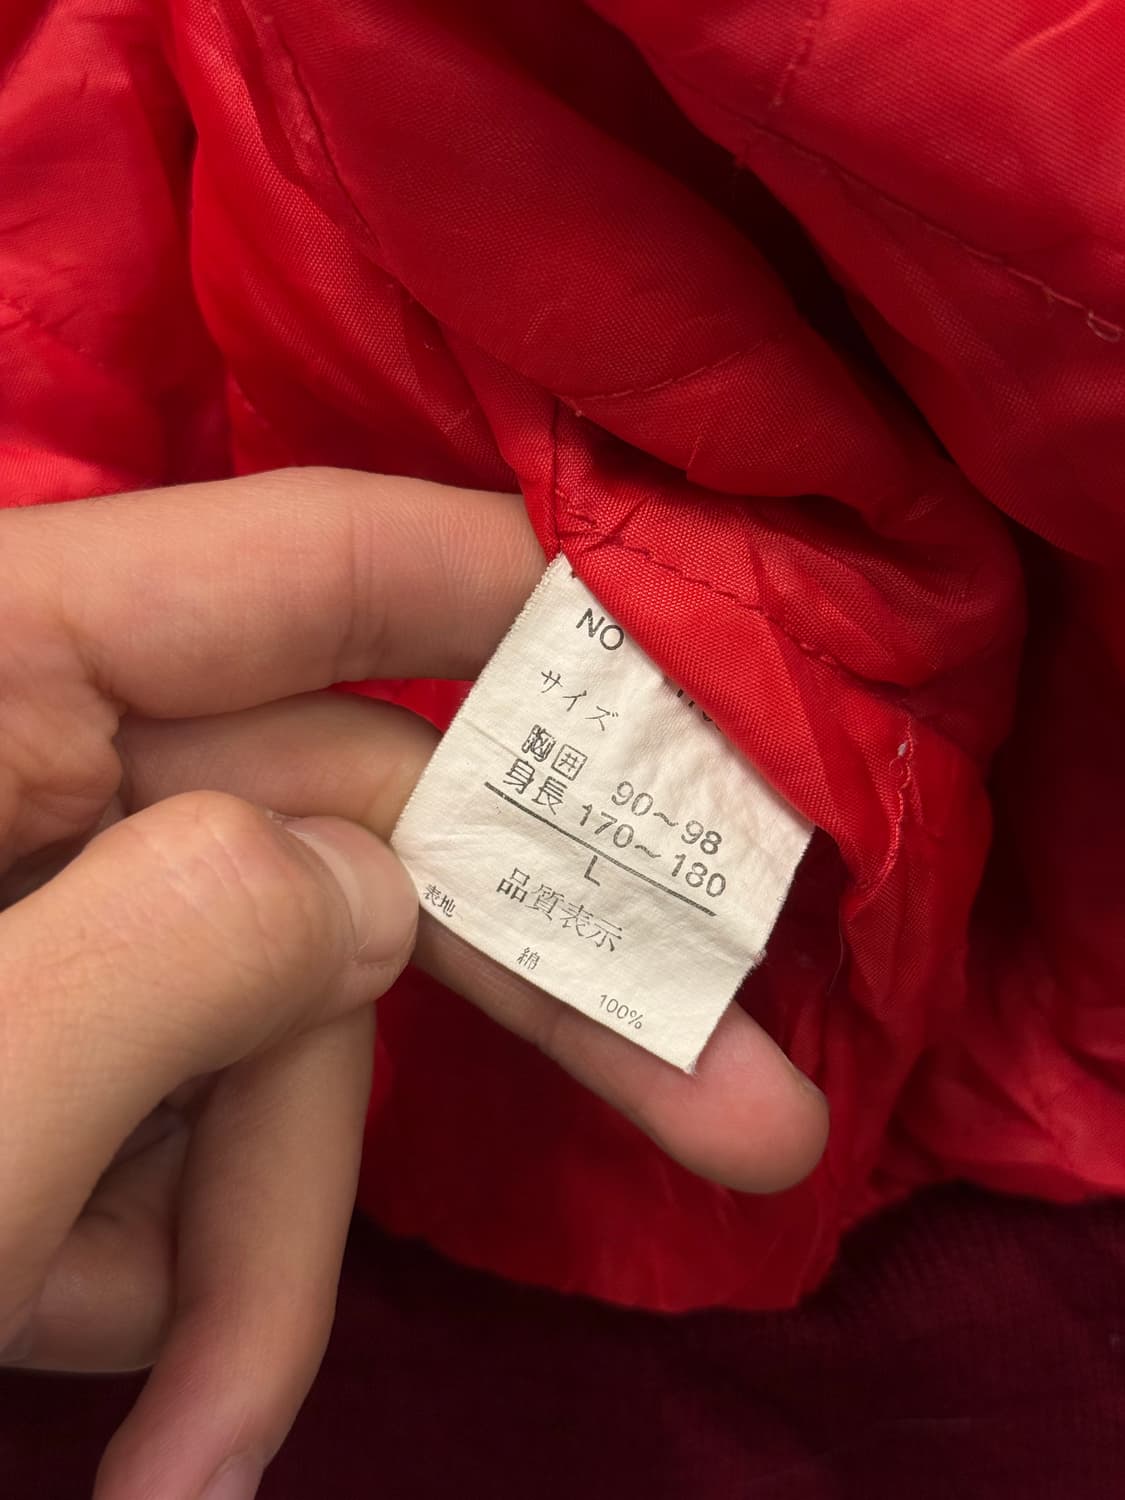 NO
サイズ
胸囲 90~98
身長 170~180
L
品質表示
表地
綿
100%